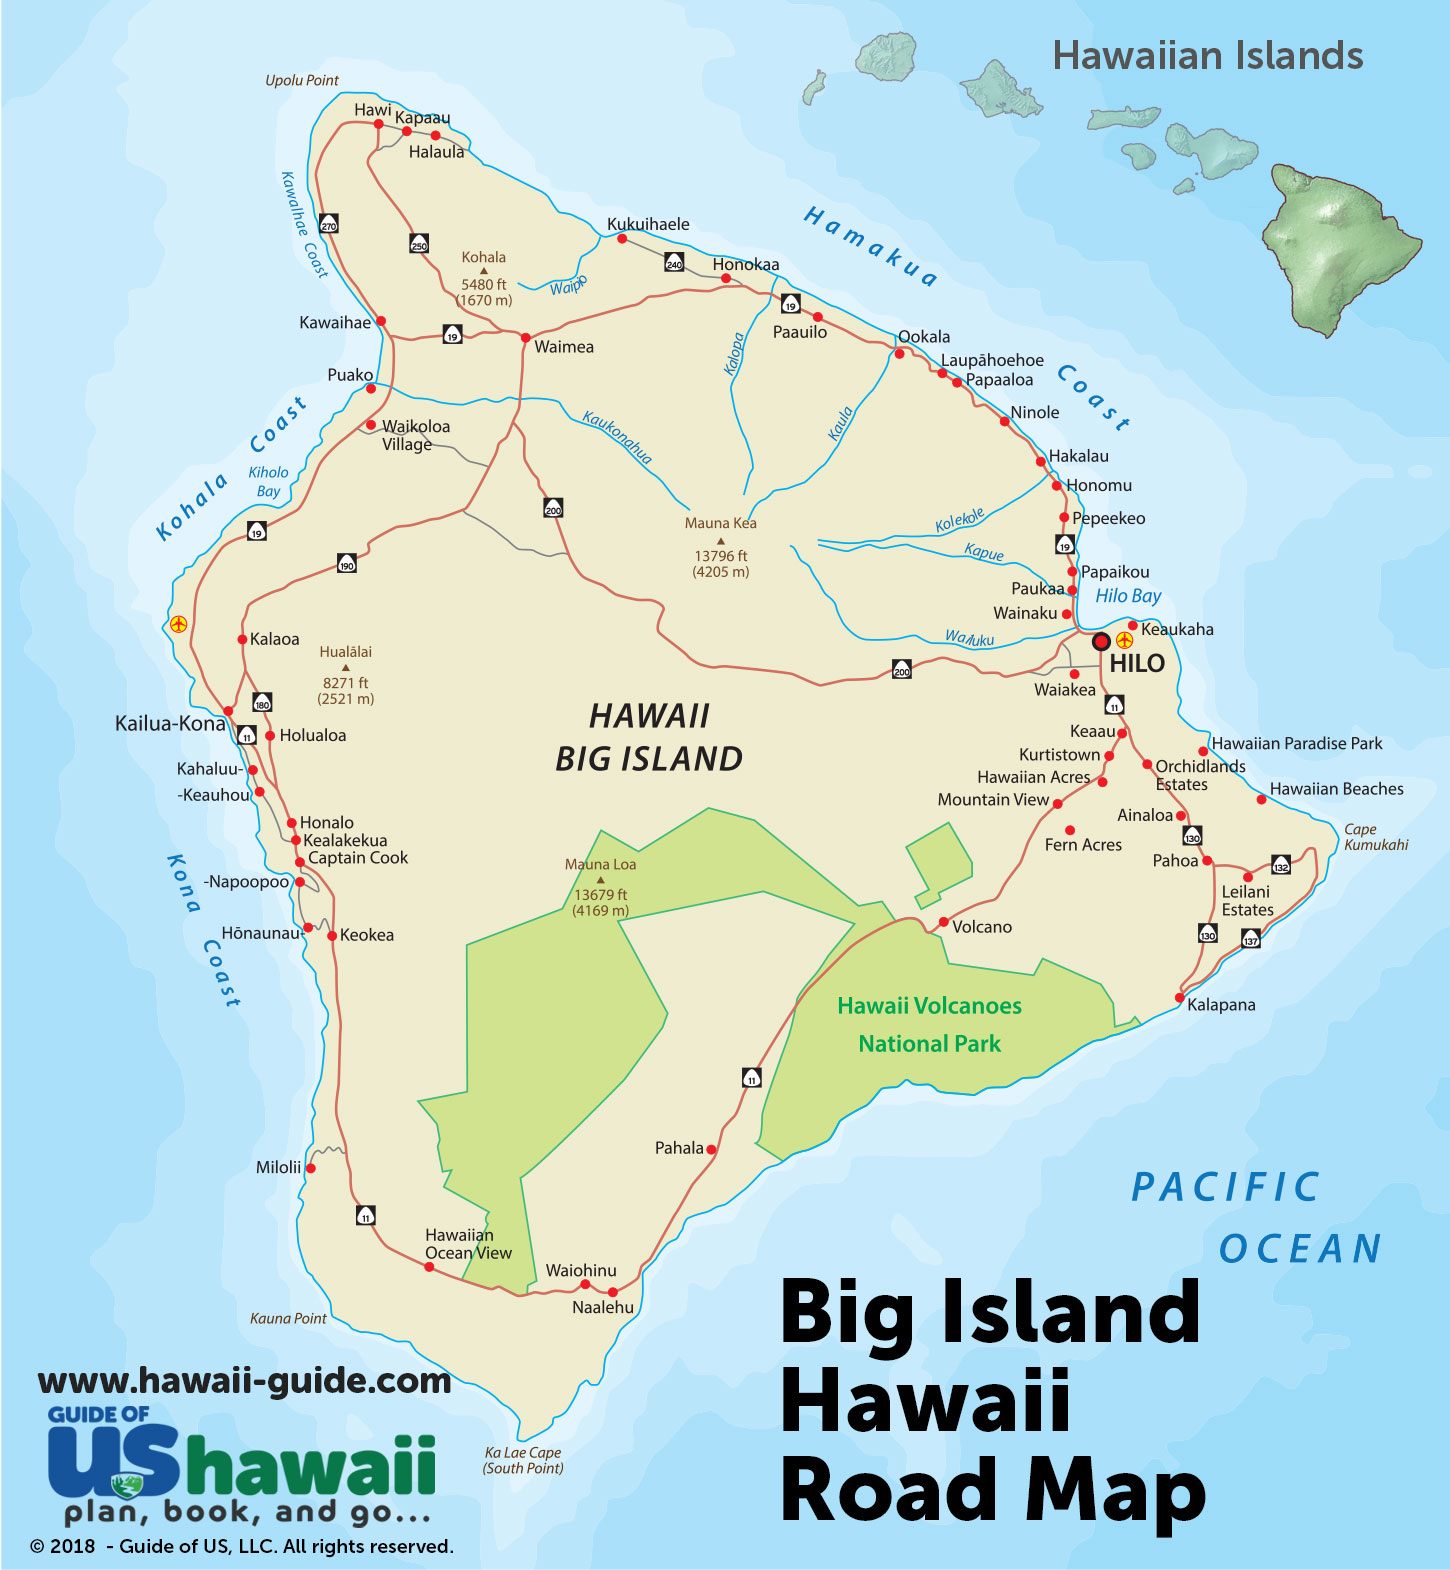 Hawaiian Islands
Upolu Point
Hawi
Kapaau
Halaula
Kawaihae Coast
270
250
Kohala
5480 ft
(1670 m)
Waipio
Kukuihaele
240
Honokaa
Hamakua
Coast
19
Paauilo
Kalopa
Ookala
Laupāhoehoe
Papaaloa
Kaula
Ninole
Hakalau
Honomu
Pepeekeo
19
Papaikou
Paukaa
Hilo Bay
Wainaku
Keaukaha
HILO
Waiakea
Kawaihae
19
Waimea
Puako
Waikoloa
Village
Kohala Coast
Kiholo
Bay
Kaukonahua
19
190
200
Mauna Kea
13796 ft
(4205 m)
Kolekole
Kapue
Wailuku
200
Kalaoa
Hualālai
8271 ft
(2521 m)
180
Kailua-Kona
11
Holualoa
Kahaluu-
-Keauhou
HAWAII
BIG ISLAND
11
Keaau
Kurtistown
Hawaiian Acres
Mountain View
Fern Acres
Orchidlands
Estates
Hawaiian Paradise Park
Hawaiian Beaches
Ainaloa
130
Pahoa
132
Cape
Kumukahi
Leilani
Estates
130
137
Kalapana
Honalo
Kealakekua
Captain Cook
-Napoopoo
Hōnaunau-
Keokea
Kona Coast
Mauna Loa
13679 ft
(4169 m)
Volcano
Hawaii Volcanoes
National Park
11
Pahala
Milolii
11
Hawaiian
Ocean View
Waiohinu
Naalehu
Kauna Point
Ka Lae Cape
(South Point)
PACIFIC
OCEAN
Big Island
Hawaii
Road Map
www.hawaii-guide.com
GUIDE OF
US hawaii
plan, book, and go...
© 2018 - Guide of US, LLC. All rights reserved.